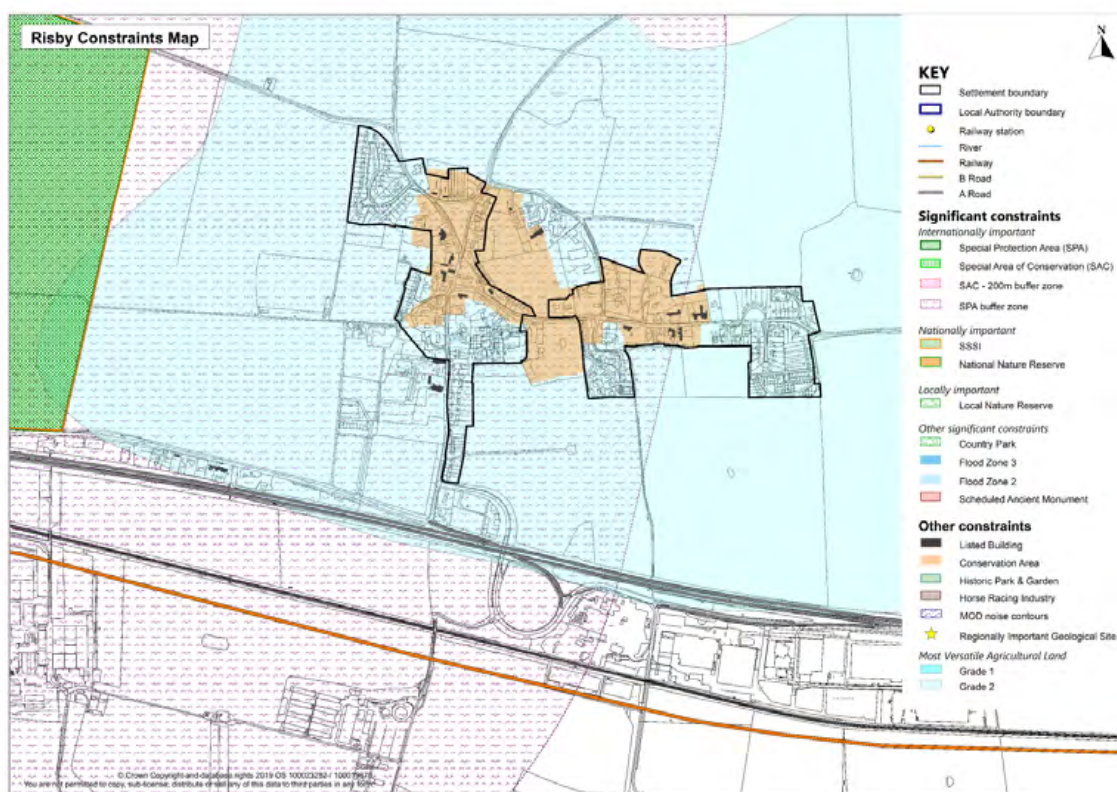 Risby Constraints Map
N
KEY
Settlement boundary
Local Authority boundary
Railway station
River
Railway
B Road
A Road
Significant constraints
Internationally important
Special Protection Area (SPA)
Special Area of Conservation (SAC)
SAC - 200m buffer zone
SPA buffer zone
Nationally important
SSSI
National Nature Reserve
Locally important
Local Nature Reserve
Other significant constraints
Country Park
Flood Zone 3
Flood Zone 2
Scheduled Ancient Monument
Other constraints
Listed Building
Conservation Area
Historic Park & Garden
Horse Racing Industry
MOD noise contours
Regionally Important Geological Site
Most Versatile Agricultural Land
Grade 1
Grade 2
© Crown Copyright and database rights 2019 OS 100023282 /
You are not permitted to copy, sub-license, distribute or sell any of this data to third parties in any form.